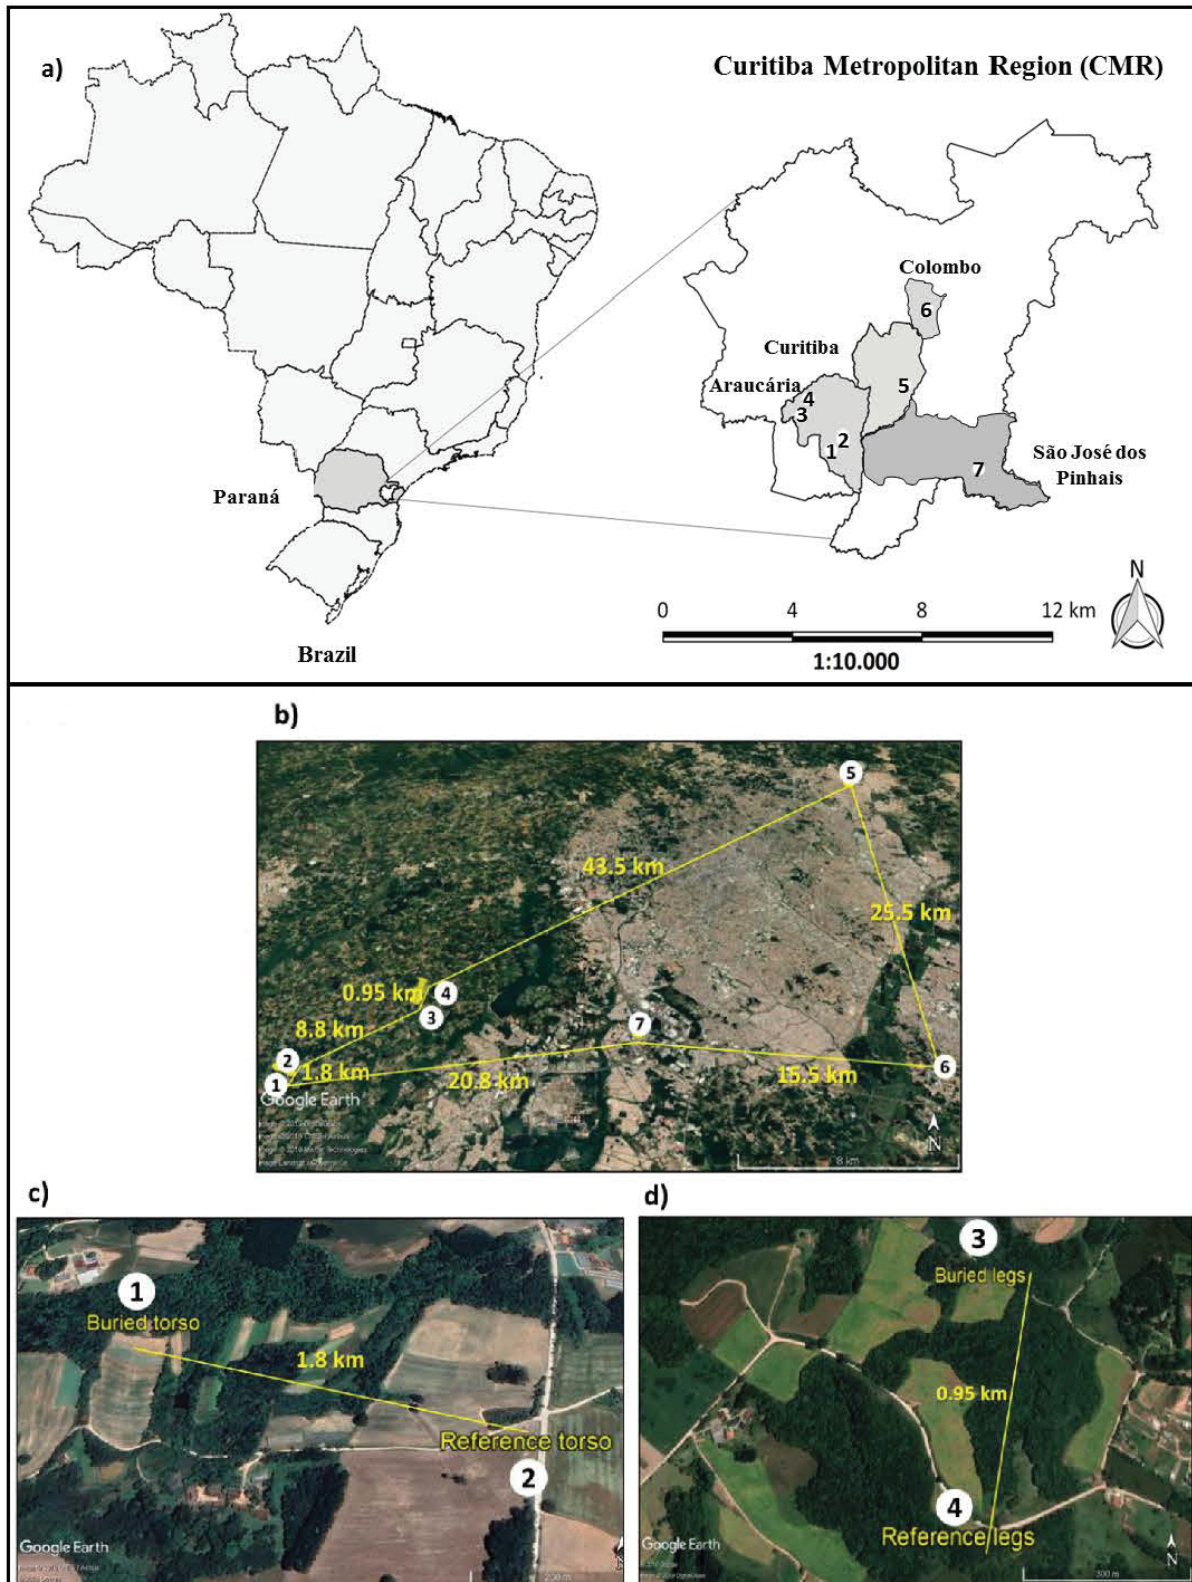 a)
Curitiba Metropolitan Region (CMR)
Colombo
6
Curitiba
5
Araucária
4
3
2
1
São José dos
Pinhais
7
Paraná
Brazil
0 4 8 12 km
1:10.000
N
b)
5
43.5 km
25.5 km
0.95 km
4
3
8.8 km
7
2
1.8 km
1
20.8 km
15.5 km
6
Google Earth
N
8 km
c)
1
Buried torso
1.8 km
Reference torso
2
Google Earth
N
200 m
d)
3
Buried legs
0.95 km
4
Reference legs
Google Earth
N
300 m